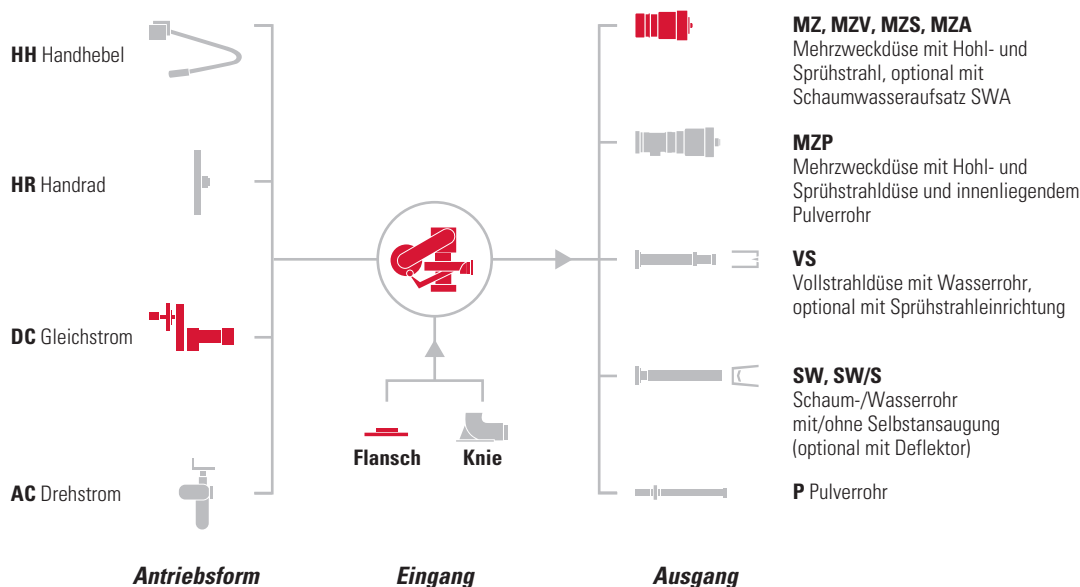 HH Handhebel
HR Handrad
DC Gleichstrom
AC Drehstrom
Antriebsform
Flansch
Knie
Eingang
MZ, MZV, MZS, MZA
Mehrzweckdüse mit Hohl- und
Sprühstrahl, optional mit
Schaumwasseraufsatz SWA
MZP
Mehrzweckdüse mit Hohl- und
Sprühstrahldüse und innenliegendem
Pulverrohr
VS
Vollstrahldüse mit Wasserrohr,
optional mit Sprühstrahleinrichtung
SW, SW/S
Schaum-/Wasserrohr
mit/ohne Selbstansaugung
(optional mit Deflektor)
P Pulverrohr
Ausgang